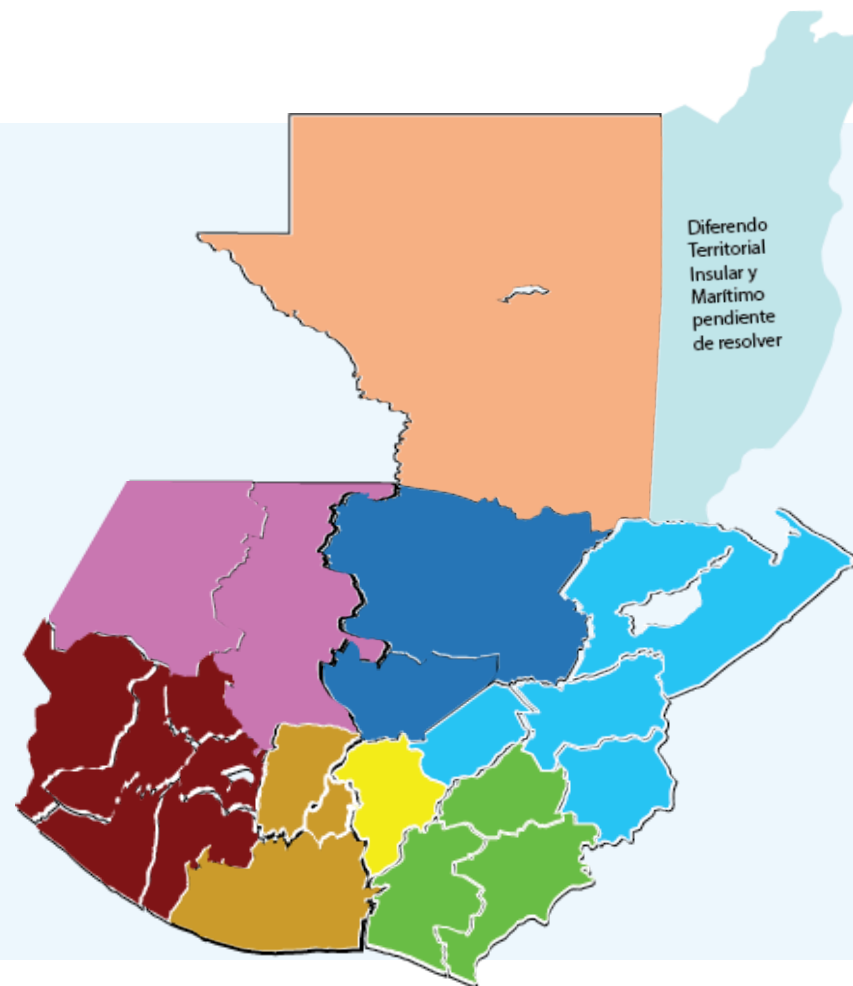 Diferendo
Territorial
Insular y
Marítimo
pendiente
de resolver